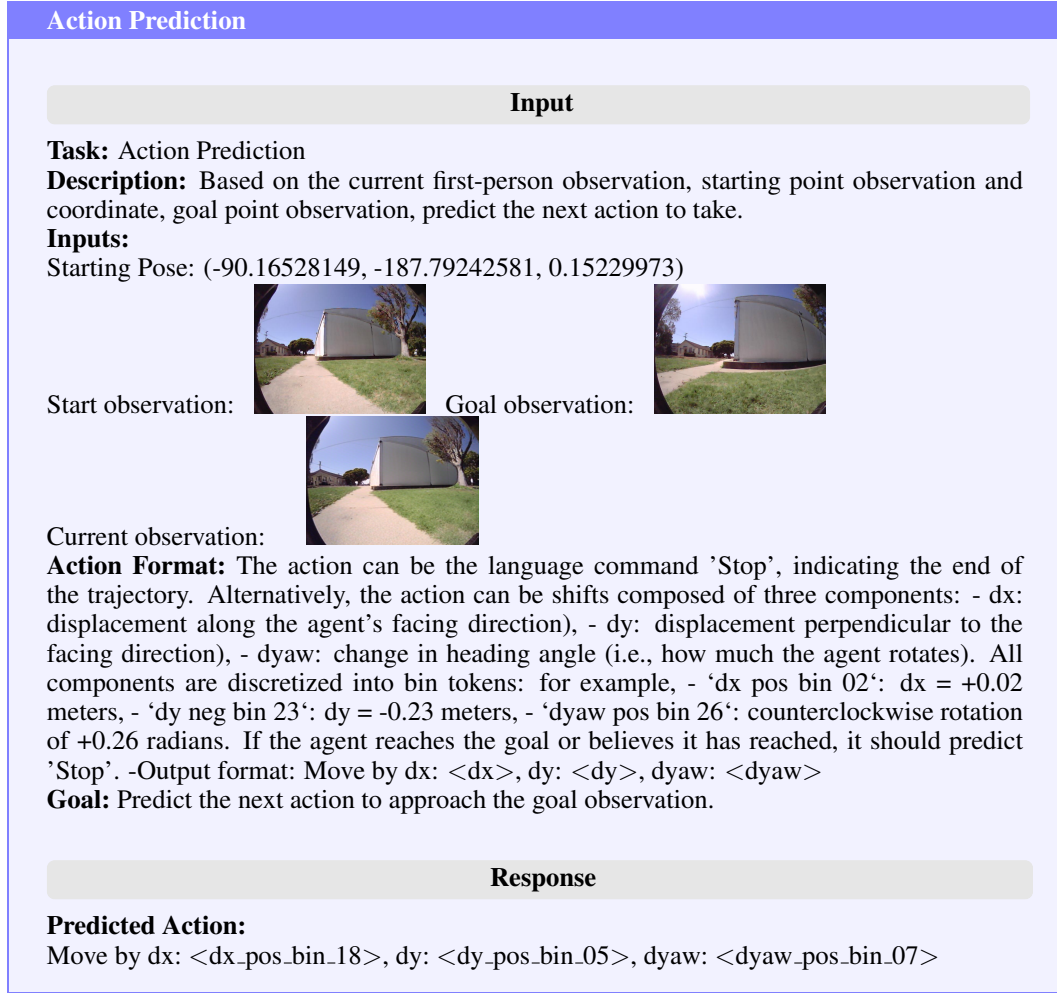 Action Prediction
Input
Task: Action Prediction
Description: Based on the current first-person observation, starting point observation and
coordinate, goal point observation, predict the next action to take.
Inputs:
Starting Pose: (-90.16528149, -187.79242581, 0.15229973)
Start observation: Goal observation:
Current observation:
Action Format: The action can be the language command ’Stop’, indicating the end of
the trajectory. Alternatively, the action can be shifts composed of three components: - dx:
displacement along the agent’s facing direction), - dy: displacement perpendicular to the
facing direction), - dyaw: change in heading angle (i.e., how much the agent rotates). All
components are discretized into bin tokens: for example, - ‘dx pos bin 02‘: dx = +0.02
meters, - ‘dy neg bin 23‘: dy = -0.23 meters, - ‘dyaw pos bin 26‘: counterclockwise rotation
of +0.26 radians. If the agent reaches the goal or believes it has reached, it should predict
’Stop’. -Output format: Move by dx: <dx>, dy: <dy>, dyaw: <dyaw>
Goal: Predict the next action to approach the goal observation.
Response
Predicted Action:
Move by dx: <dx_pos_bin_18>, dy: <dy_pos_bin_05>, dyaw: <dyaw_pos_bin_07>